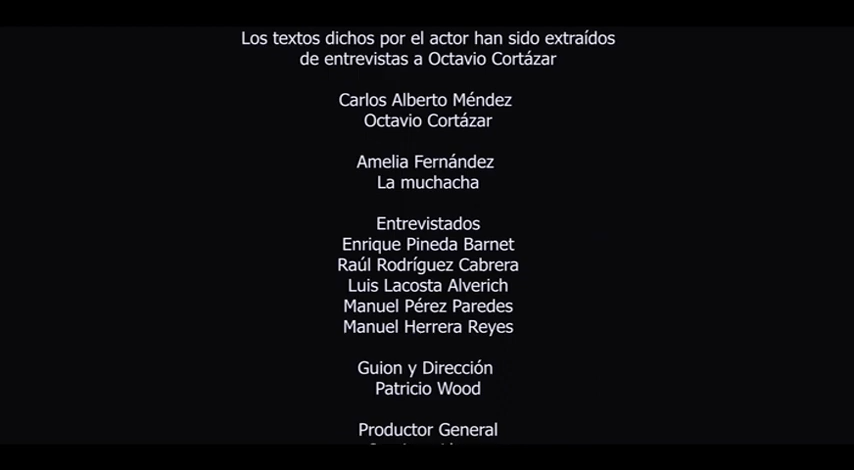 Los textos dichos por el actor han sido extraídos
de entrevistas a Octavio Cortázar
Carlos Alberto Méndez
Octavio Cortázar
Amelia Fernández
La muchacha
Entrevistados
Enrique Pineda Barnet
Raúl Rodríguez Cabrera
Luis Lacosta Alverich
Manuel Pérez Paredes
Manuel Herrera Reyes
Guion y Dirección
Patricio Wood
Productor General